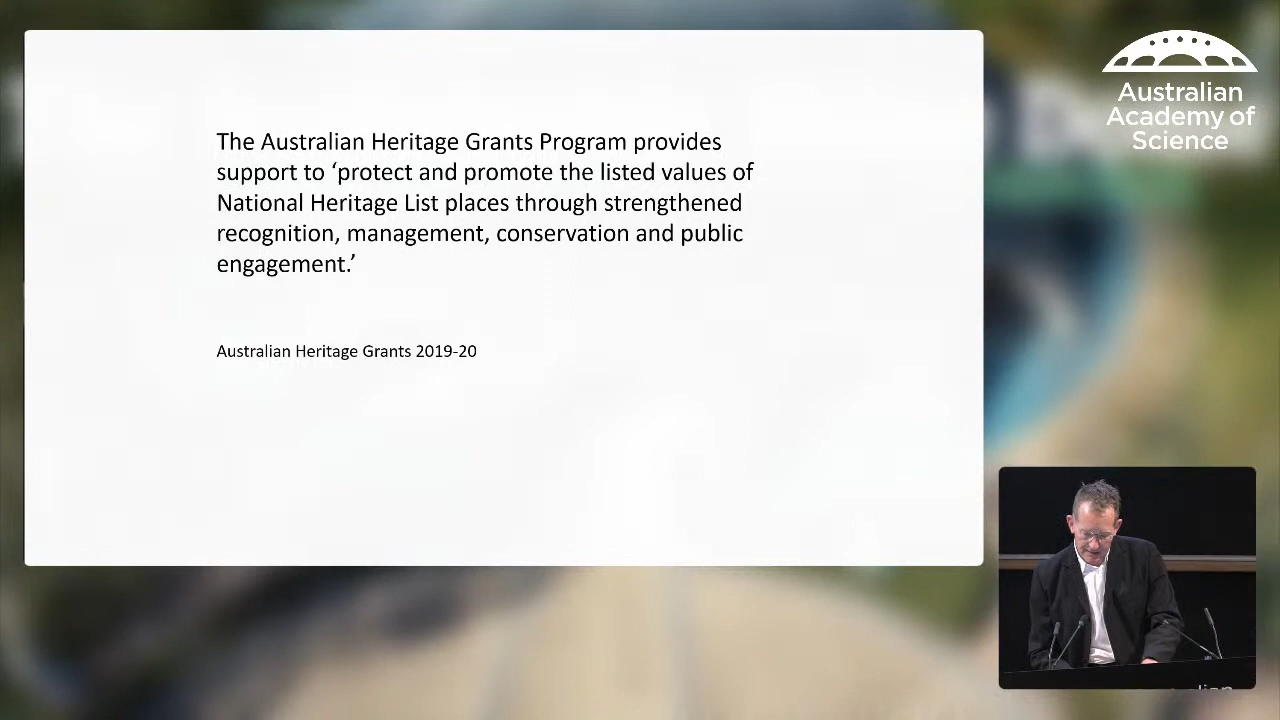 The Australian Heritage Grants Program provides
support to ‘protect and promote the listed values of
National Heritage List places through strengthened
recognition, management, conservation and public
engagement.’
Australian Heritage Grants 2019-20
Australian
Academy of
Science